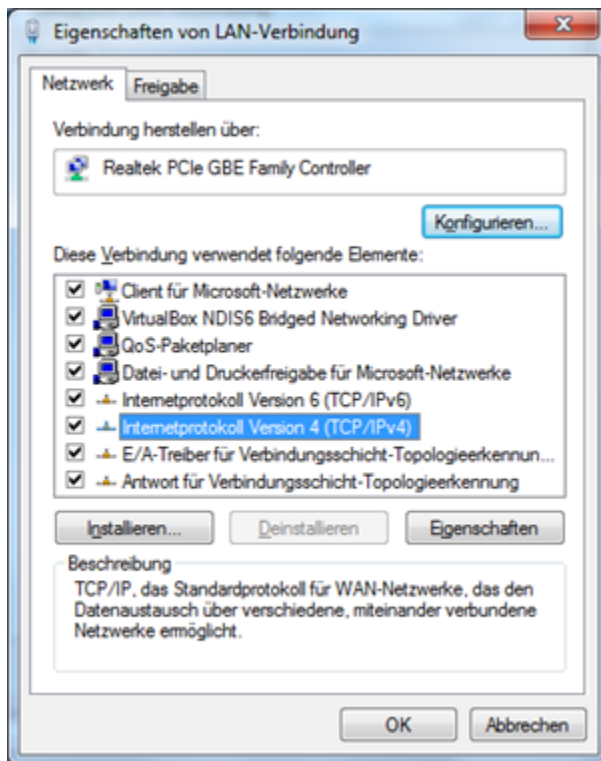 Eigenschaften von LAN-Verbindung
Netzwerk
Freigabe
Verbindung herstellen über:
Realtek PCIe GBE Family Controller
Konfigurieren...
Diese Verbindung verwendet folgende Elemente:
Client für Microsoft-Netzwerke
VirtualBox NDIS6 Bridged Networking Driver
QoS-Paketplaner
Datei- und Druckerfreigabe für Microsoft-Netzwerke
Internetprotokoll Version 6 (TCP/IPv6)
Internetprotokoll Version 4 (TCP/IPv4)
E/A-Treiber für Verbindungsschicht-Topologieerkennun...
Antwort für Verbindungsschicht-Topologieerkennung
Installieren...
Deinstallieren
Eigenschaften
Beschreibung
TCP/IP, das Standardprotokoll für WAN-Netzwerke, das den
Datenaustausch über verschiedene, miteinander verbundene
Netzwerke ermöglicht.
OK
Abbrechen